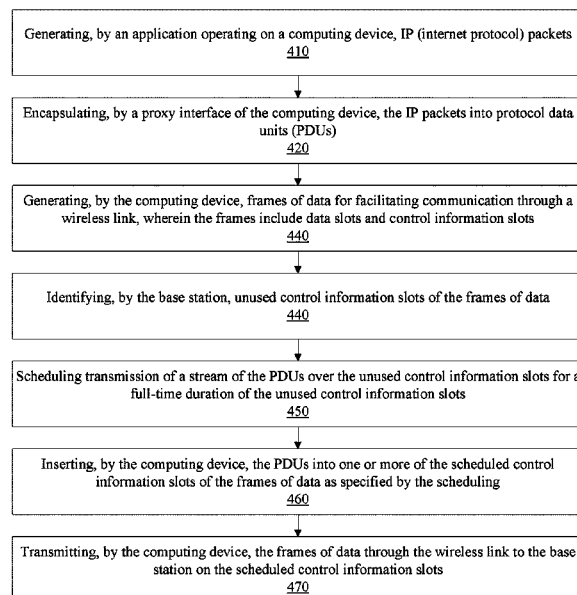 Generating, by an application operating on a computing device, IP (internet protocol) packets
410
Encapsulating, by a proxy interface of the computing device, the IP packets into protocol data
units (PDUs)
420
Generating, by the computing device, frames of data for facilitating communication through a
wireless link, wherein the frames include data slots and control information slots
440
Identifying, by the base station, unused control information slots of the frames of data
440
Scheduling transmission of a stream of the PDUs over the unused control information slots for a
full-time duration of the unused control information slots
450
Inserting, by the computing device, the PDUs into one or more of the scheduled control
information slots of the frames of data as specified by the scheduling
460
Transmitting, by the computing device, the frames of data through the wireless link to the base
station on the scheduled control information slots
470